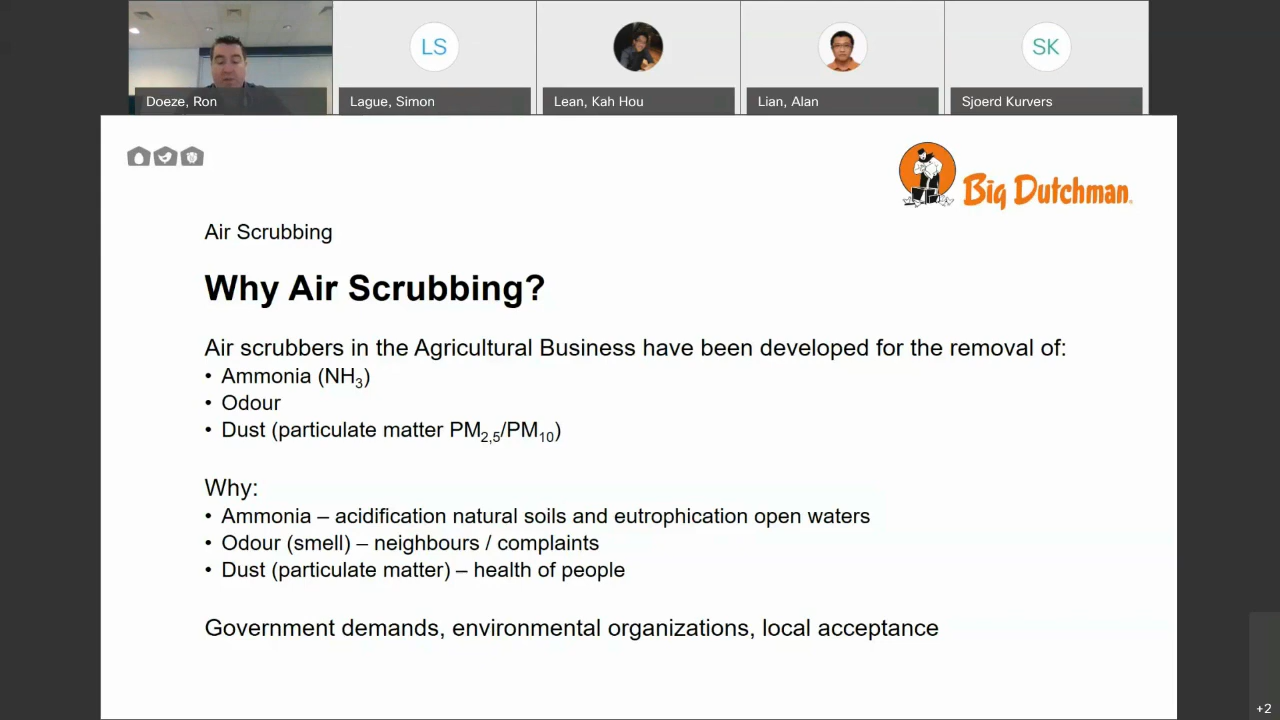 Doeze, Ron
LS
Lague, Simon
Lean, Kah Hou
Lian, Alan
SK
Sjoerd Kurvers
Big Dutchman
Air Scrubbing
Why Air Scrubbing?
Air scrubbers in the Agricultural Business have been developed for the removal of:
• Ammonia (NH3)
• Odour
• Dust (particulate matter PM2,5/PM10)
Why:
• Ammonia – acidification natural soils and eutrophication open waters
• Odour (smell) – neighbours / complaints
• Dust (particulate matter) – health of people
Government demands, environmental organizations, local acceptance
+2